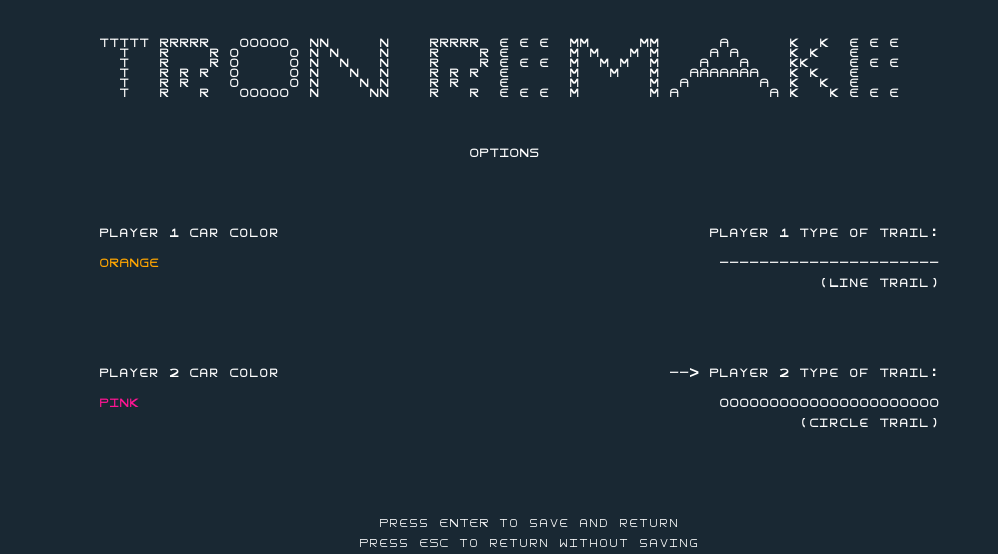 TRON REMAKE
OPTIONS
PLAYER 1 CAR COLOR
PLAYER 1 TYPE OF TRAIL:
ORANGE
----------------------
(LINE TRAIL)
PLAYER 2 CAR COLOR
--> PLAYER 2 TYPE OF TRAIL:
PINK
OOOOOOOOOOOOOOOOOOOOOO
(CIRCLE TRAIL)
PRESS ENTER TO SAVE AND RETURN
PRESS ESC TO RETURN WITHOUT SAVING